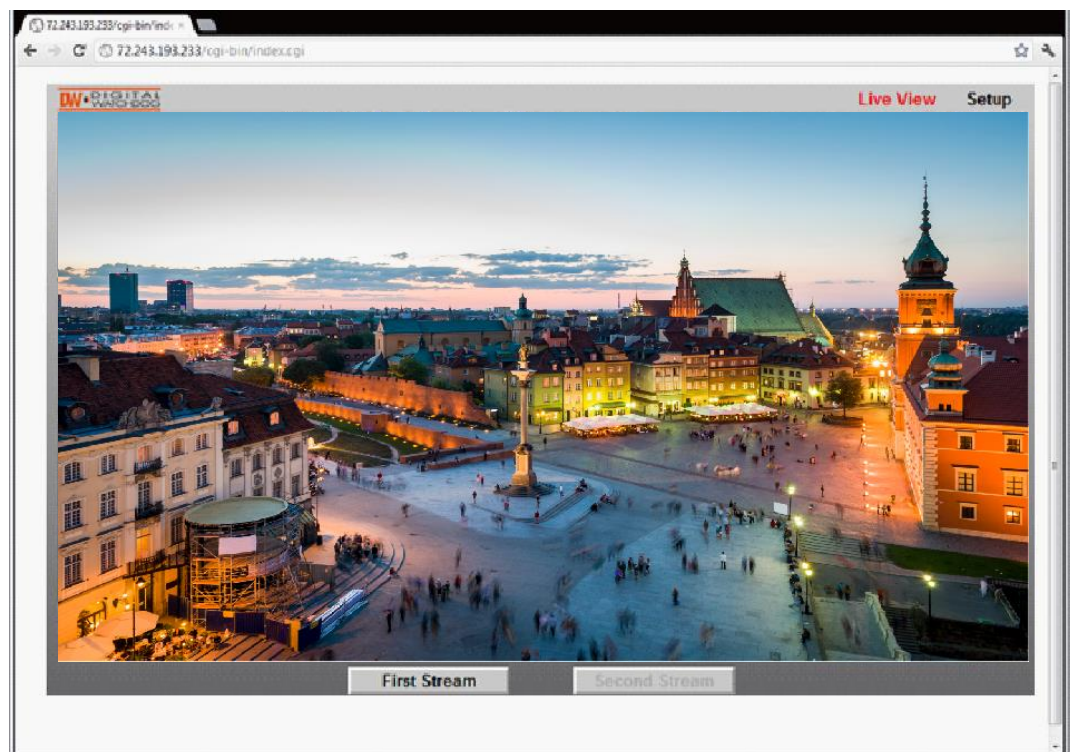 72.243.193.233/cgi-bin/ind
72.243.193.233/cgi-bin/index.cgi
DW DIGITAL
WATCHDOG
Live View Setup
First Stream Second Stream